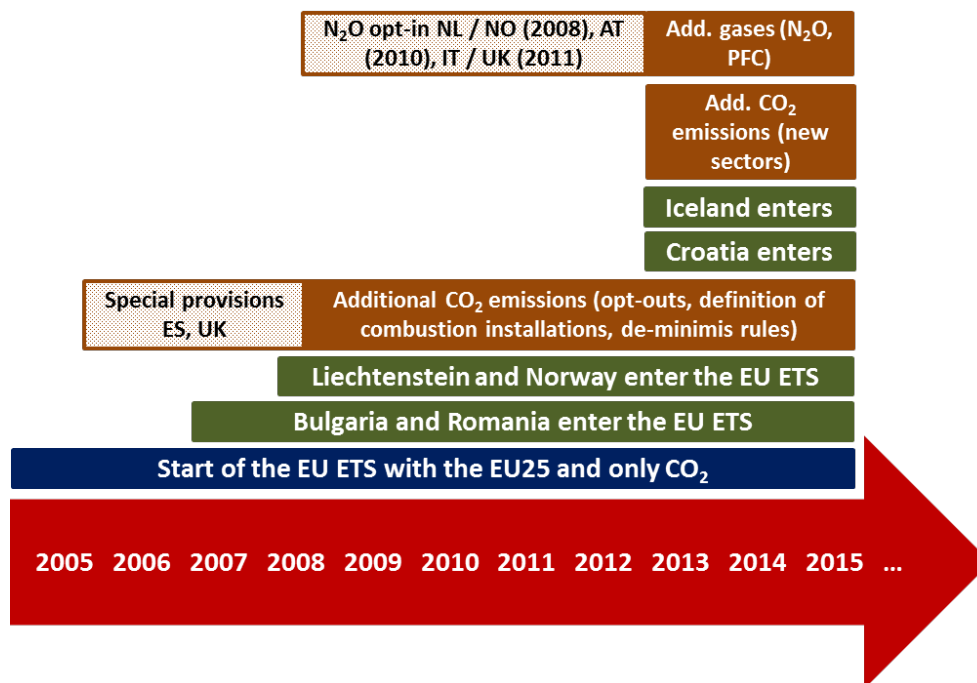 N₂O opt-in NL / NO (2008), AT
(2010), IT / UK (2011)
Add. gases (N₂O,
PFC)
Add. CO₂
emissions (new
sectors)
Iceland enters
Croatia enters
Special provisions
ES, UK
Additional CO₂ emissions (opt-outs, definition of
combustion installations, de-minimis rules)
Liechtenstein and Norway enter the EU ETS
Bulgaria and Romania enter the EU ETS
Start of the EU ETS with the EU25 and only CO₂
2005 2006 2007 2008 2009 2010 2011 2012 2013 2014 2015 ...